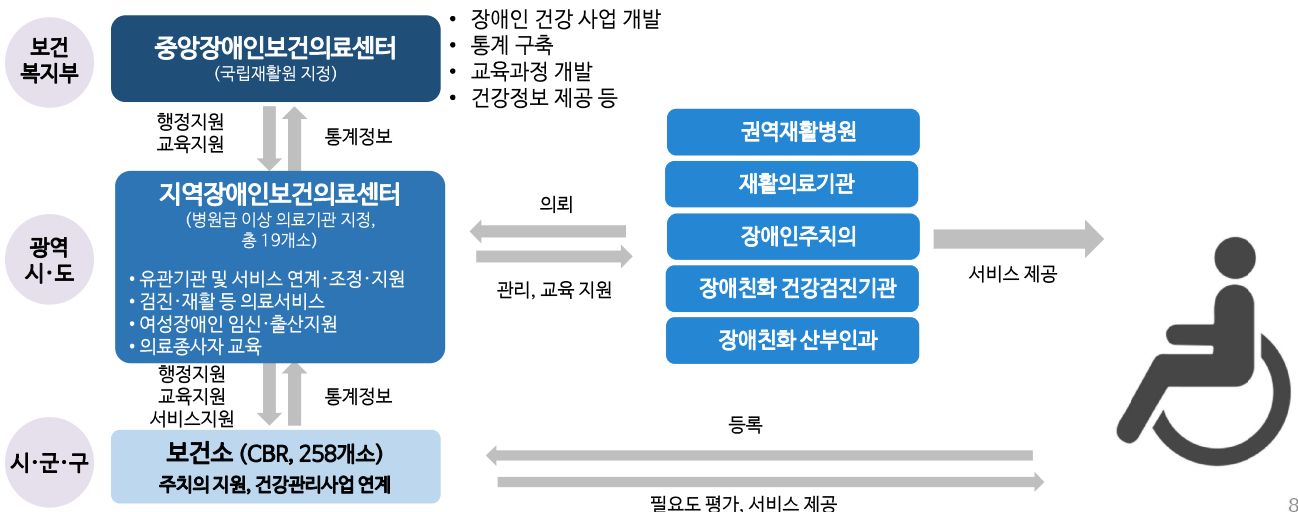 보건
복지부
중앙장애인보건의료센터
(국립재활원 지정)
• 장애인 건강 사업 개발
• 통계 구축
• 교육과정 개발
• 건강정보 제공 등
행정지원
교육지원
통계정보
광역
시·도
지역장애인보건의료센터
(병원급 이상 의료기관 지정,
총 19개소)
• 유관기관 및 서비스 연계·조정·지원
• 검진·재활 등 의료서비스
• 여성장애인 임신·출산지원
• 의료종사자 교육
의뢰
관리, 교육 지원
권역재활병원
재활의료기관
장애인주치의
장애친화 건강검진기관
장애친화 산부인과
서비스 제공
행정지원
교육지원
서비스지원
통계정보
시·군·구
보건소 (CBR, 258개소)
주치의 지원, 건강관리사업 연계
등록
필요도 평가, 서비스 제공
8